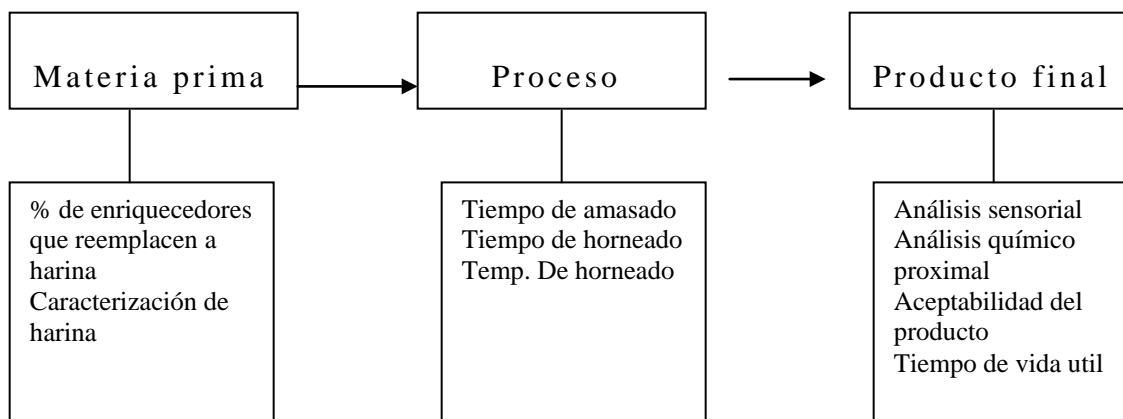 Materia prima
Proceso
Producto final
% de enriquecedores
que reemplacen a
harina
Caracterización de
harina
Tiempo de amasado
Tiempo de horneado
Temp. De horneado
Análisis sensorial
Análisis químico
proximal
Aceptabilidad del
producto
Tiempo de vida util